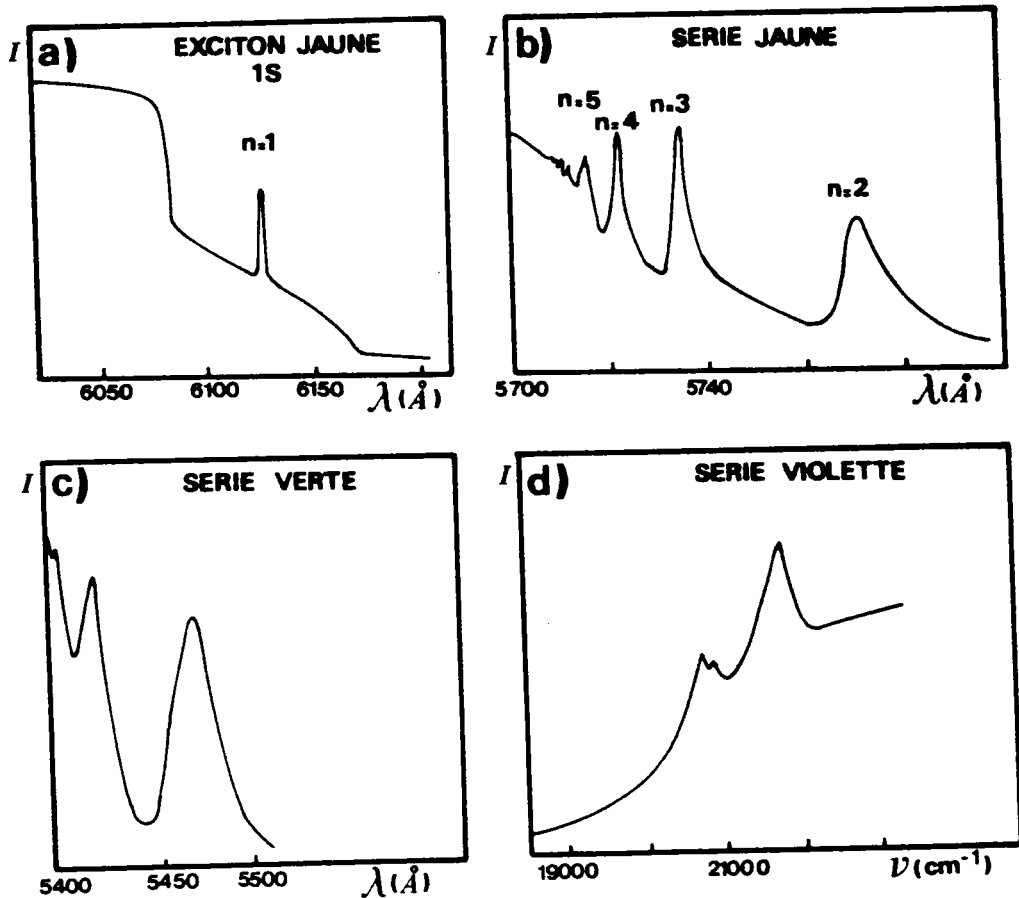 I a) EXCITON JAUNE
1S
n=1
6050 6100 6150 λ(Å)
I b) SERIE JAUNE
n=5
n=4
n=3
n=2
5700 5740 λ(Å)
I c) SERIE VERTE
5400 5450 5500 λ(Å)
I d) SERIE VIOLETTE
19000 21000 ν(cm⁻¹)